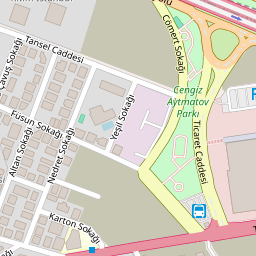 Tansel Caddesi
Cömert Sokağı
Çavuş Sokağı
Yeşil Sokağı
Cengiz
Aytmatov
Parkı
Füsun Sokağı
Ticaret Caddesi
Altan Sokağı
Nedret Sokağı
Karton Sokağı